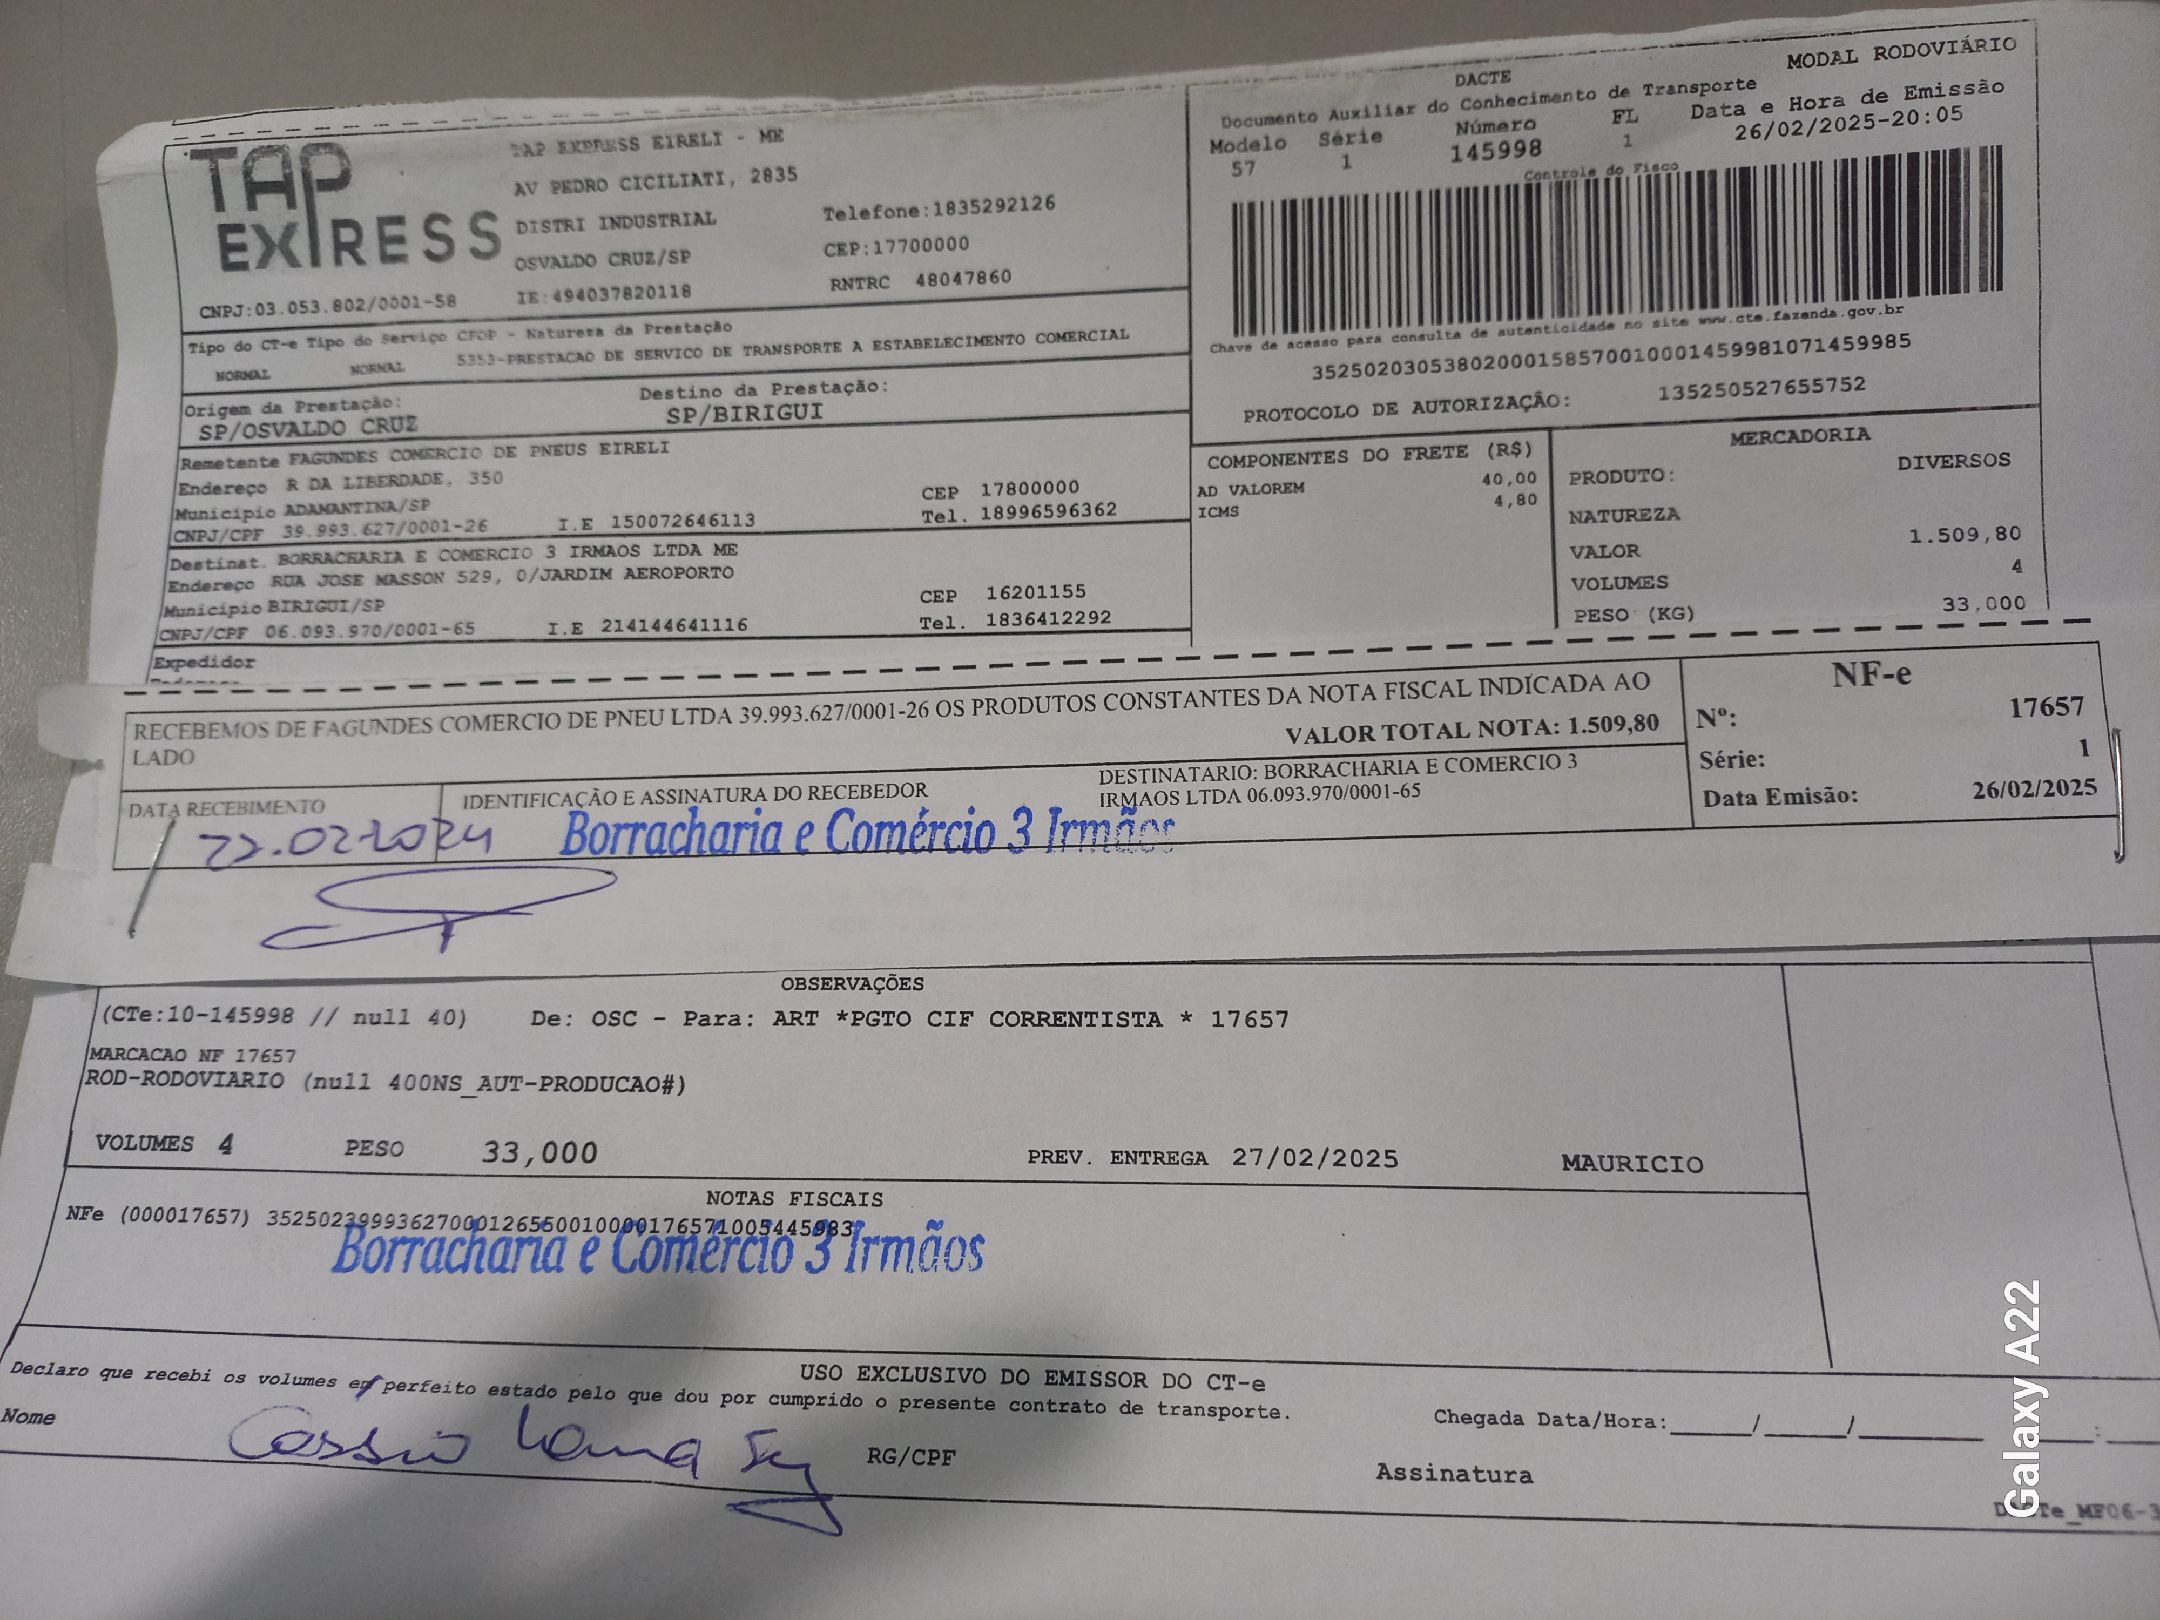 MODAL RODOVIÁRIO
DACTE
Documento Auxiliar do Conhecimento de Transporte
Modelo Série Número FL Data e Hora de Emissão
57 1 145998 1 26/02/2025-20:05
Controle do Fisco
TAP EXPRESS
TAP EXPRESS EIRELI - ME
AV PEDRO CICILIATI, 2835
DISTRI INDUSTRIAL Telefone:1835292126
OSVALDO CRUZ/SP CEP:17700000
CNPJ:03.053.802/0001-58 IE:494037820118 RNTRC 48047860
Chave de acesso para consulta de autenticidade no site www.cte.fazenda.gov.br
35250203053802000158570010001459981071459985
PROTOCOLO DE AUTORIZAÇÃO: 135250527655752
Tipo do CT-e Tipo do Serviço CFOP - Natureza da Prestação
NORMAL NORMAL 5353-PRESTACAO DE SERVICO DE TRANSPORTE A ESTABELECIMENTO COMERCIAL
Origem da Prestação: Destino da Prestação:
SP/OSVALDO CRUZ SP/BIRIGUI
Remetente FAGUNDES COMERCIO DE PNEUS EIRELI
Endereço R DA LIBERDADE, 350
Município ADAMANTINA/SP CEP 17800000
CNPJ/CPF 39.993.627/0001-26 I.E 150072646113 Tel. 18996596362
Destinat. BORRACHARIA E COMERCIO 3 IRMAOS LTDA ME
Endereço RUA JOSE MASSON 529, 0/JARDIM AEROPORTO
Município BIRIGUI/SP CEP 16201155
CNPJ/CPF 06.093.970/0001-65 I.E 214144641116 Tel. 1836412292
Expedidor
COMPONENTES DO FRETE (R$)
AD VALOREM 40,00
ICMS 4,80
MERCADORIA
PRODUTO: DIVERSOS
NATUREZA
VALOR 1.509,80
VOLUMES 4
PESO (KG) 33,000
RECEBEMOS DE FAGUNDES COMERCIO DE PNEU LTDA 39.993.627/0001-26 OS PRODUTOS CONSTANTES DA NOTA FISCAL INDICADA AO
LADO VALOR TOTAL NOTA: 1.509,80
DATA RECEBIMENTO
IDENTIFICAÇÃO E ASSINATURA DO RECEBEDOR
DESTINATARIO: BORRACHARIA E COMERCIO 3
IRMAOS LTDA 06.093.970/0001-65
Borracharia e Comércio 3 Irmãos
NF-e
Nº: 17657
Série: 1
Data Emisão: 26/02/2025
OBSERVAÇÕES
(CTe:10-145998 // null 40) De: OSC - Para: ART *PGTO CIF CORRENTISTA * 17657
MARCACAO NF 17657
ROD-RODOVIARIO (null 400NS_AUT-PRODUCAO#)
VOLUMES 4 PESO 33,000 PREV. ENTREGA 27/02/2025 MAURICIO
NOTAS FISCAIS
NFe (000017657) 35250239993627000126550010000176571005445983
Borracharia e Comércio 3 Irmãos
USO EXCLUSIVO DO EMISSOR DO CT-e
Declaro que recebi os volumes em perfeito estado pelo que dou por cumprido o presente contrato de transporte.
Nome RG/CPF Chegada Data/Hora:_____/_____/_______ :
Assinatura
Galaxy A22